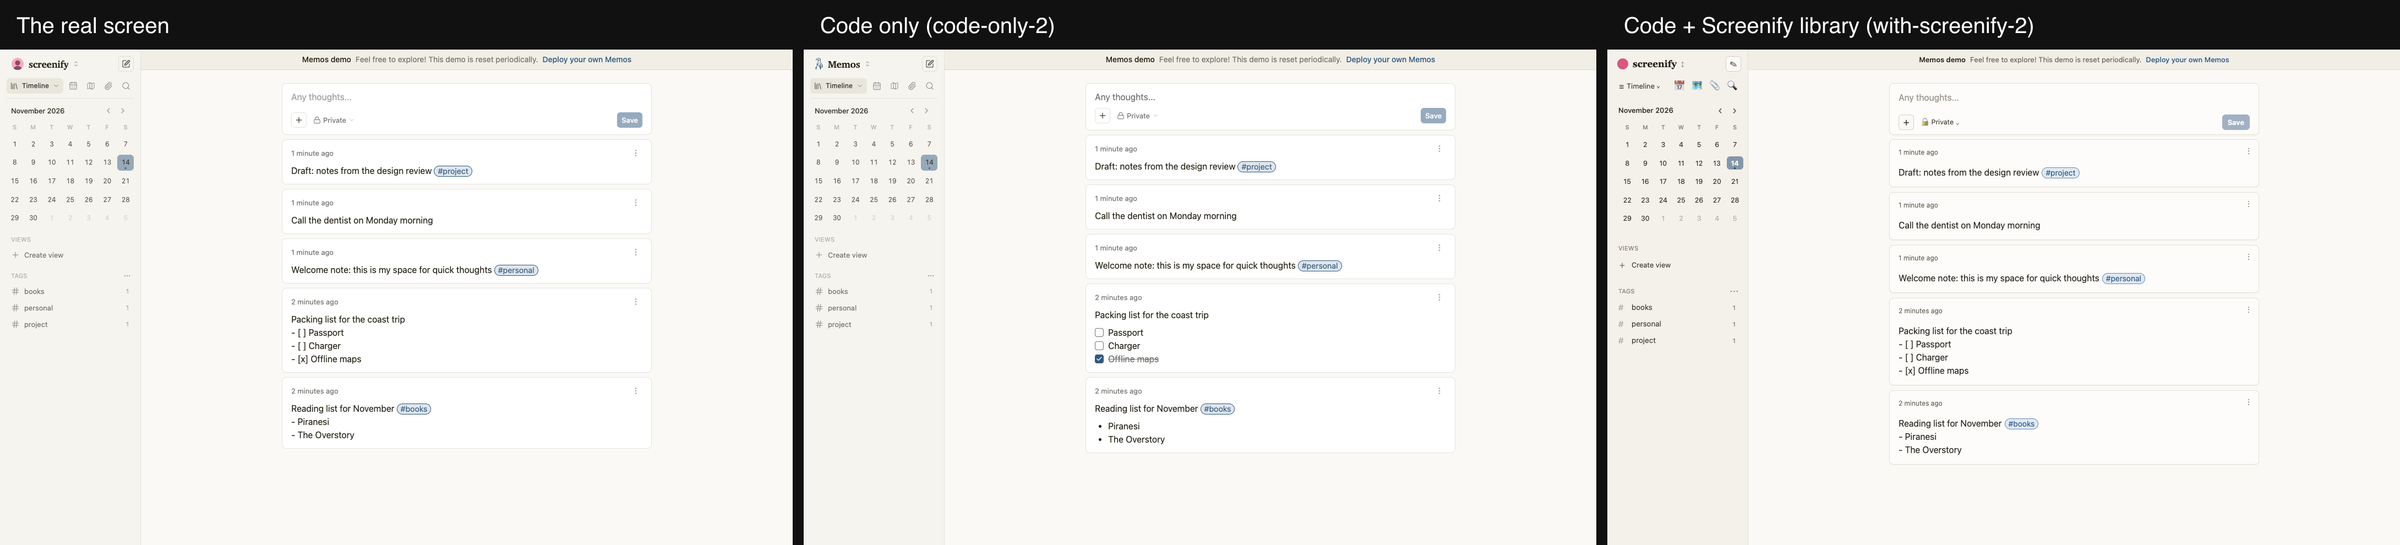 The real screen
screenify
Timeline
November 2026
S M T W T F S
1 2 3 4 5 6 7
8 9 10 11 12 13 14
15 16 17 18 19 20 21
22 23 24 25 26 27 28
29 30 1 2 3 4 5
VIEWS
+ Create view
TAGS ...
# books 1
# personal 1
# project 1
Memos demo Feel free to explore! This demo is reset periodically. Deploy your own Memos
Any thoughts...
+ Private
Save
1 minute ago
Draft: notes from the design review #project
1 minute ago
Call the dentist on Monday morning
1 minute ago
Welcome note: this is my space for quick thoughts #personal
2 minutes ago
Packing list for the coast trip
- [ ] Passport
- [ ] Charger
- [x] Offline maps
2 minutes ago
Reading list for November #books
- Piranesi
- The Overstory
Code only (code-only-2)
Memos
Timeline
November 2026
S M T W T F S
1 2 3 4 5 6 7
8 9 10 11 12 13 14
15 16 17 18 19 20 21
22 23 24 25 26 27 28
29 30 1 2 3 4 5
VIEWS
+ Create view
TAGS ...
# books 1
# personal 1
# project 1
Memos demo Feel free to explore! This demo is reset periodically. Deploy your own Memos
Any thoughts...
+ Private
Save
1 minute ago
Draft: notes from the design review #project
1 minute ago
Call the dentist on Monday morning
1 minute ago
Welcome note: this is my space for quick thoughts #personal
2 minutes ago
Packing list for the coast trip
Passport
Charger
Offline maps
2 minutes ago
Reading list for November #books
• Piranesi
• The Overstory
Code + Screenify library (with-screenify-2)
screenify
≡ Timeline
November 2026
S M T W T F S
1 2 3 4 5 6 7
8 9 10 11 12 13 14
15 16 17 18 19 20 21
22 23 24 25 26 27 28
29 30 1 2 3 4 5
VIEWS
+ Create view
TAGS ...
# books 1
# personal 1
# project 1
Memos demo Feel free to explore! This demo is reset periodically. Deploy your own Memos
Any thoughts...
+ Private
Save
1 minute ago
Draft: notes from the design review #project
1 minute ago
Call the dentist on Monday morning
1 minute ago
Welcome note: this is my space for quick thoughts #personal
2 minutes ago
Packing list for the coast trip
- [ ] Passport
- [ ] Charger
- [x] Offline maps
2 minutes ago
Reading list for November #books
- Piranesi
- The Overstory